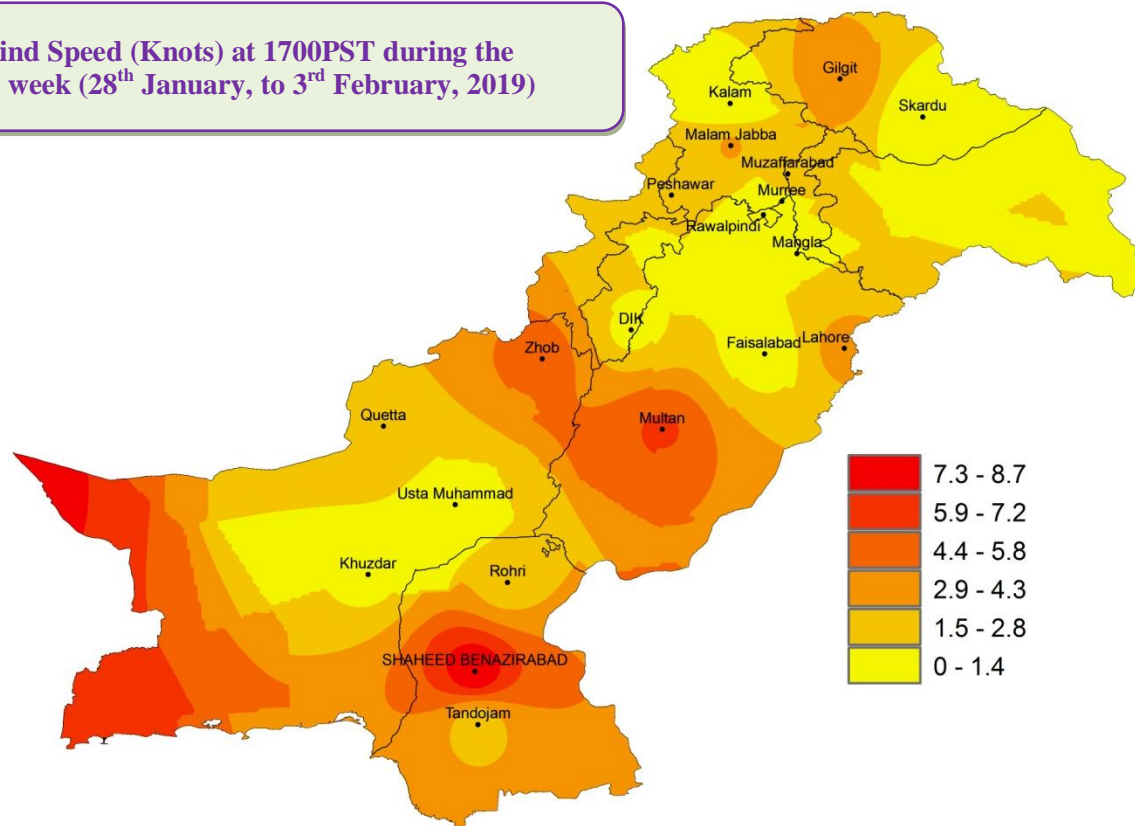 ind Speed (Knots) at 1700PST during the
week (28th January, to 3rd February, 2019)
Gilgit
Kalam
Skardu
Malam Jabba
Muzaffarabad
Peshawar
Murree
Rawalpindi
Mangla
DIK
Faisalabad
Lahore
Zhob
Quetta
Multan
Usta Muhammad
Khuzdar
Rohri
SHAHEED BENAZIRABAD
Tandojam
7.3 - 8.7
5.9 - 7.2
4.4 - 5.8
2.9 - 4.3
1.5 - 2.8
0 - 1.4